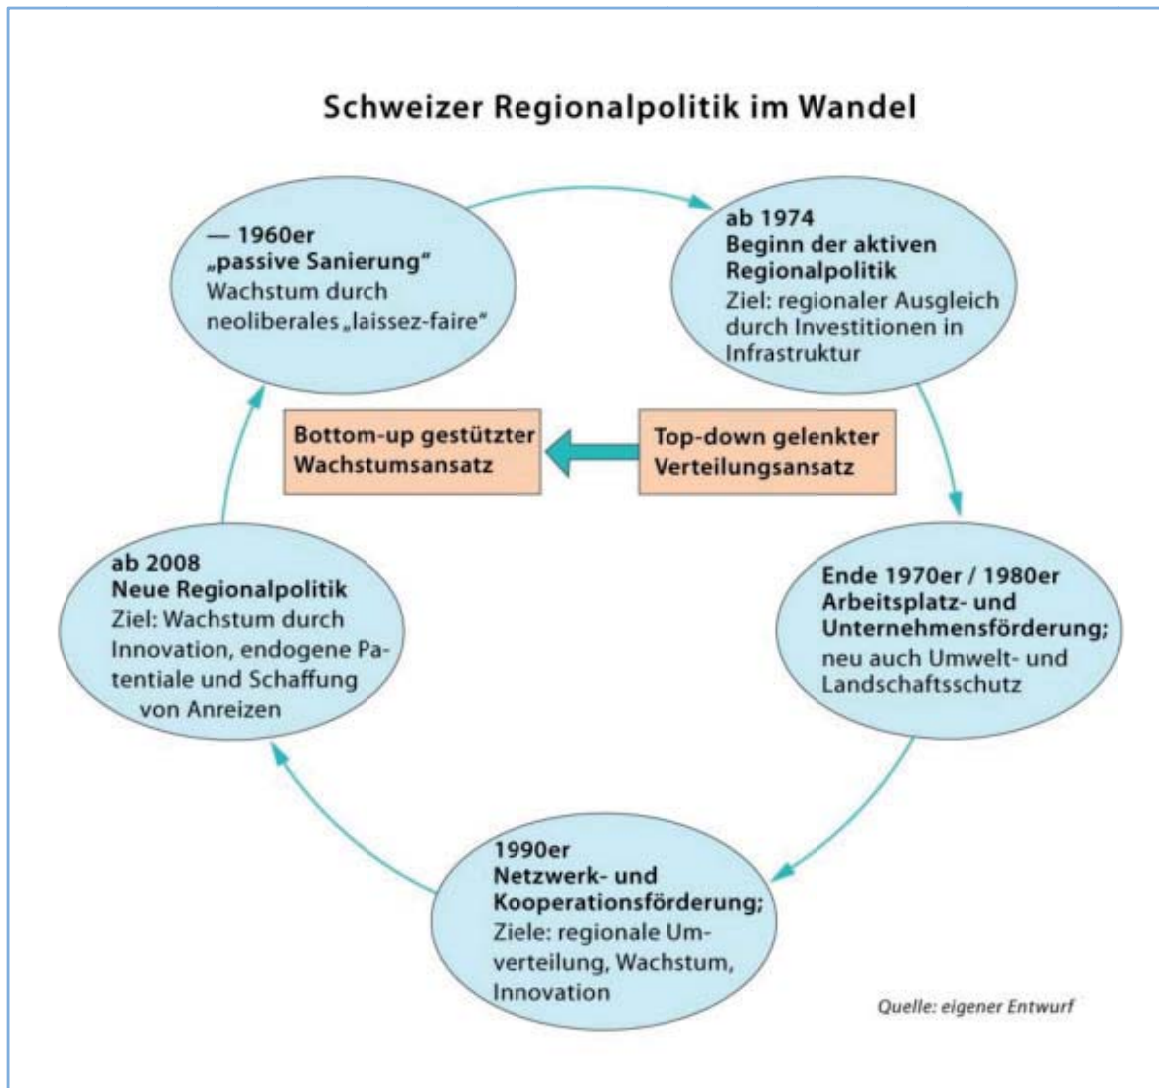 Schweizer Regionalpolitik im Wandel
— 1960er
„passive Sanierung“
Wachstum durch
neoliberales „laissez-faire“
ab 1974
Beginn der aktiven
Regionalpolitik
Ziel: regionaler Ausgleich
durch Investitionen in
Infrastruktur
Bottom-up gestützter
Wachstumsansatz
Top-down gelenkter
Verteilungsansatz
ab 2008
Neue Regionalpolitik
Ziel: Wachstum durch
Innovation, endogene Pa-
tentiale und Schaffung
von Anreizen
Ende 1970er / 1980er
Arbeitsplatz- und
Unternehmensförderung;
neu auch Umwelt- und
Landschaftsschutz
1990er
Netzwerk- und
Kooperationsförderung;
Ziele: regionale Um-
verteilung, Wachstum,
Innovation
Quelle: eigener Entwurf